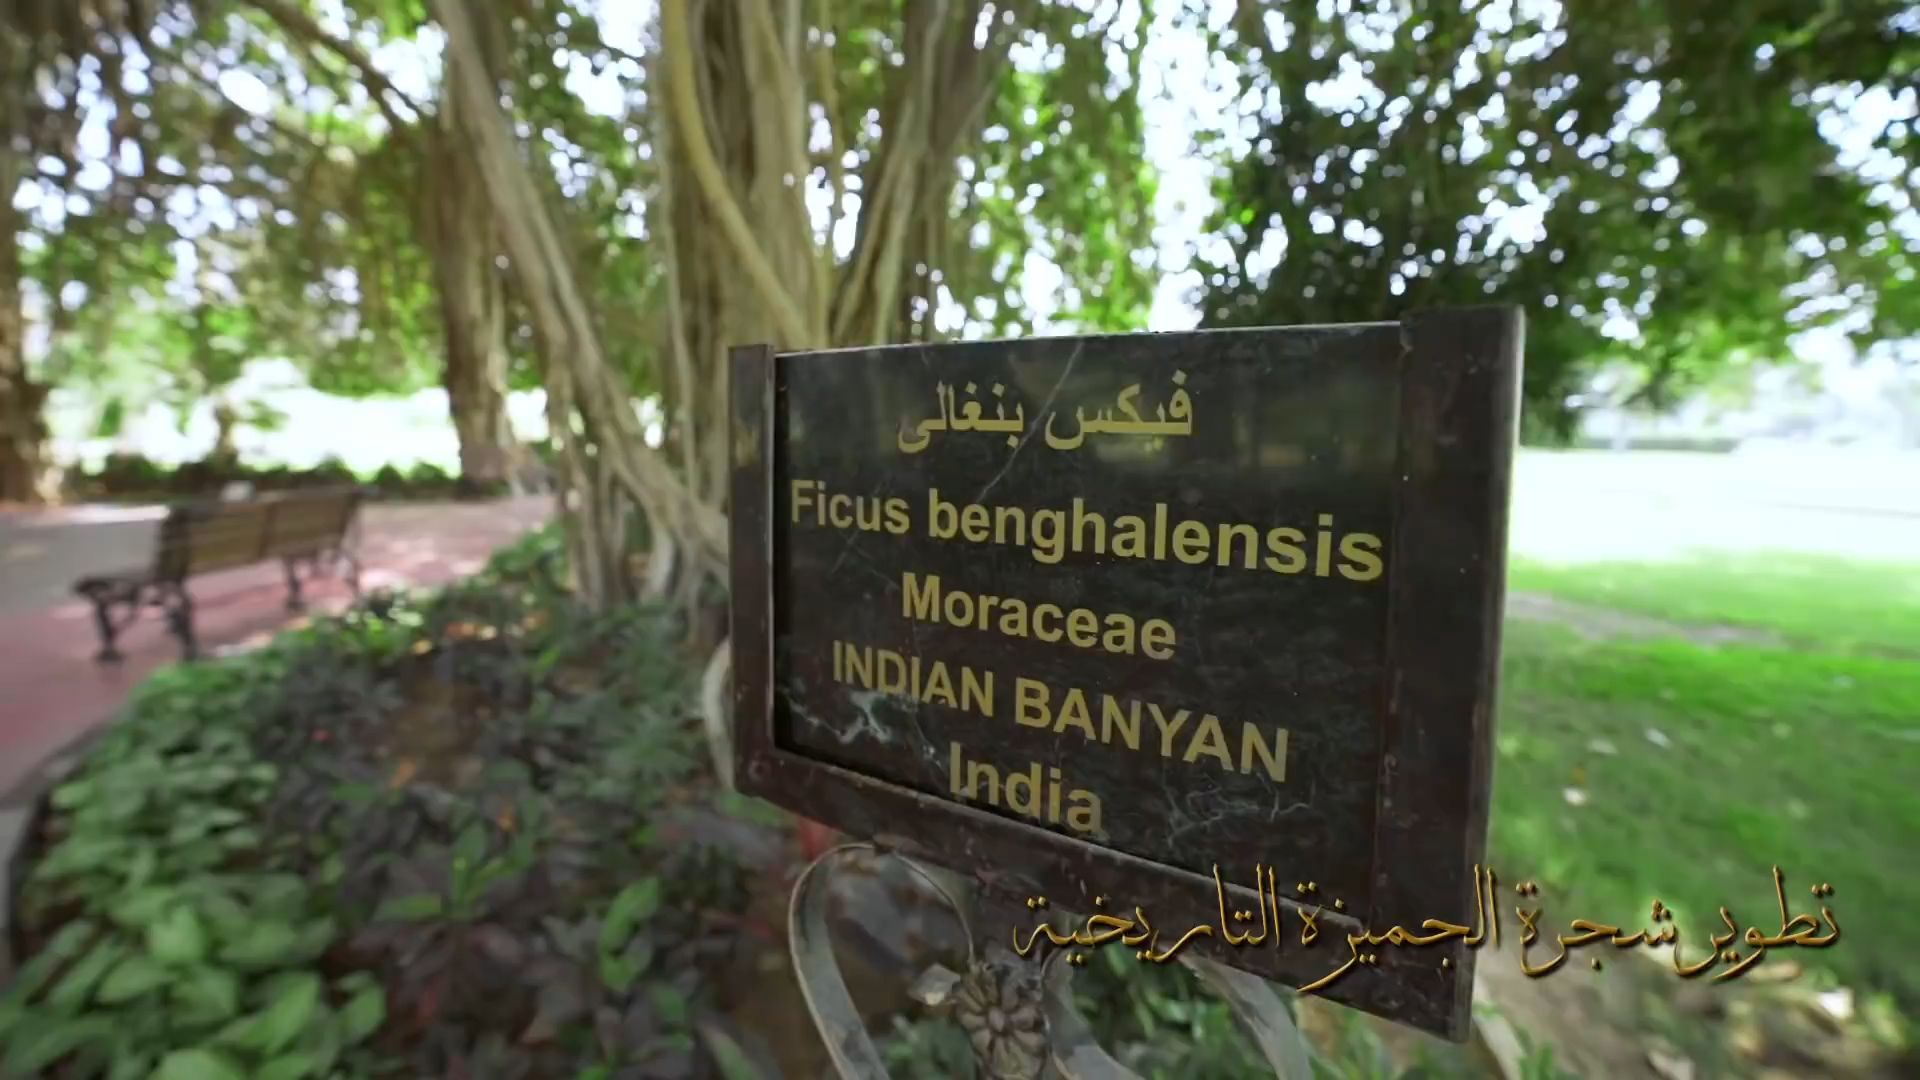 فيكس بنغالى
Ficus benghalensis
Moraceae
INDIAN BANYAN
India
تطوير شجرة الجميزة التاريخية